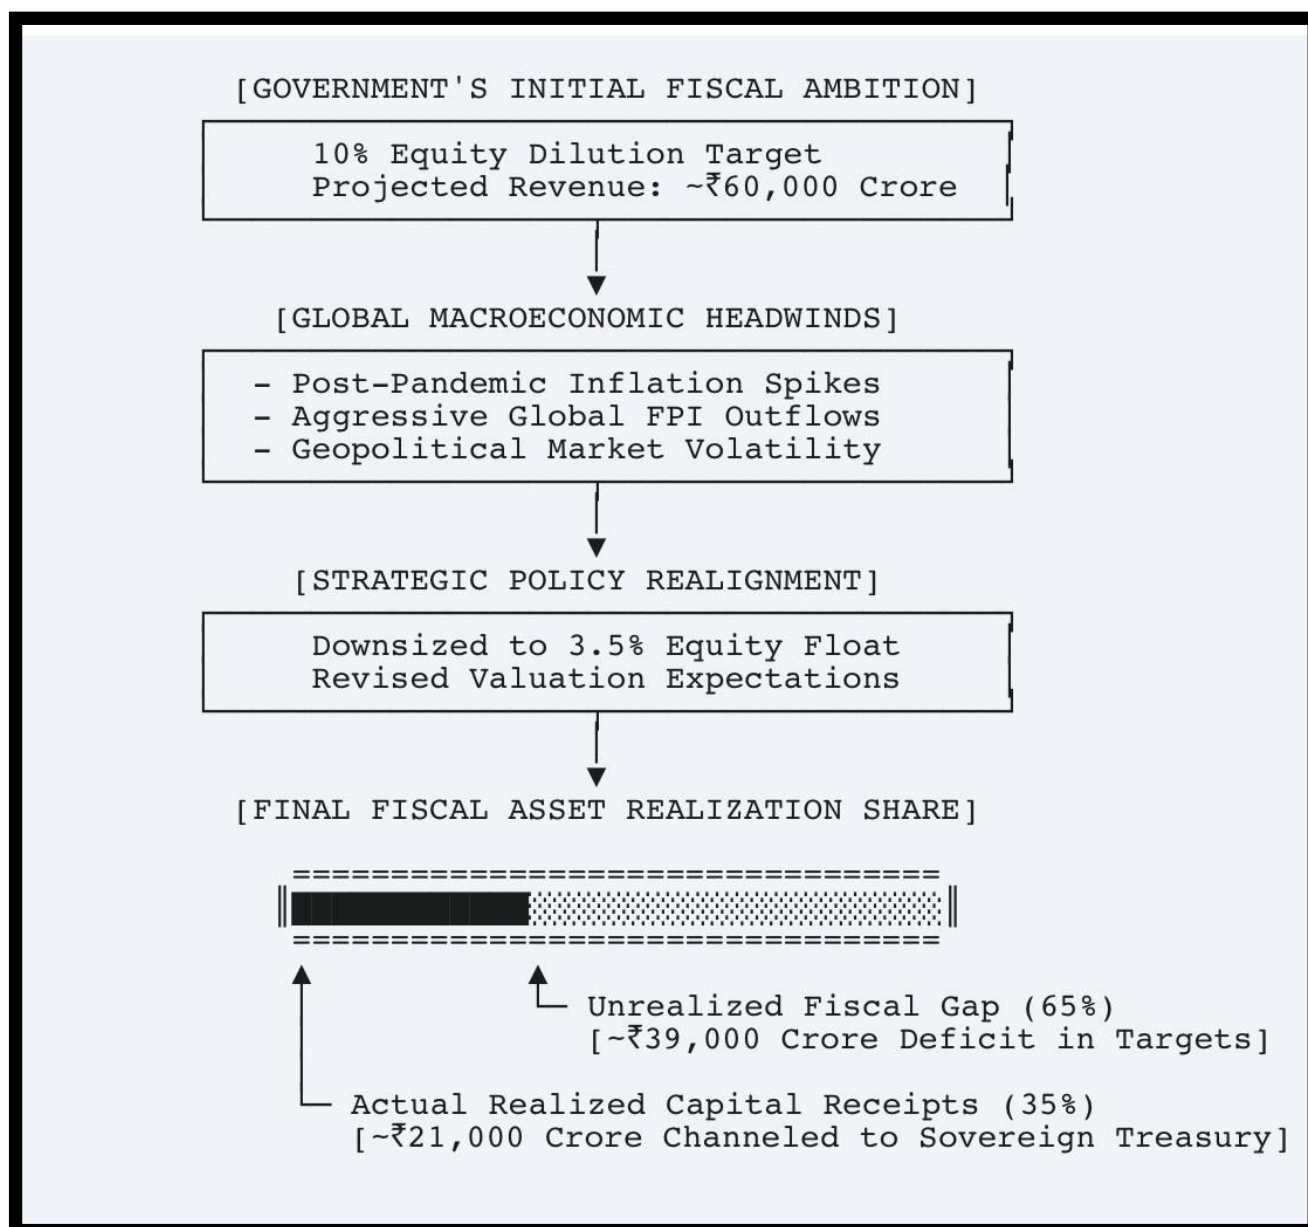 [GOVERNMENT'S INITIAL FISCAL AMBITION]
10% Equity Dilution Target
Projected Revenue: ~₹60,000 Crore
[GLOBAL MACROECONOMIC HEADWINDS]
– Post–Pandemic Inflation Spikes
– Aggressive Global FPI Outflows
– Geopolitical Market Volatility
[STRATEGIC POLICY REALIGNMENT]
Downsized to 3.5% Equity Float
Revised Valuation Expectations
[FINAL FISCAL ASSET REALIZATION SHARE]
Unrealized Fiscal Gap (65%)
[~₹39,000 Crore Deficit in Targets]
Actual Realized Capital Receipts (35%)
[~₹21,000 Crore Channeled to Sovereign Treasury]